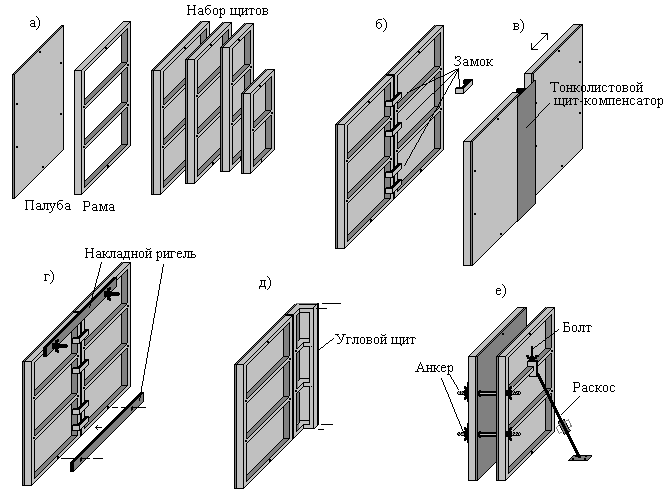 а)
Набор щитов
Палуба
Рама
б)
Замок
в)
Тонколистовой
щит-компенсатор
г)
Накладной ригель
д)
Угловой щит
е)
Болт
Анкер
Раскос